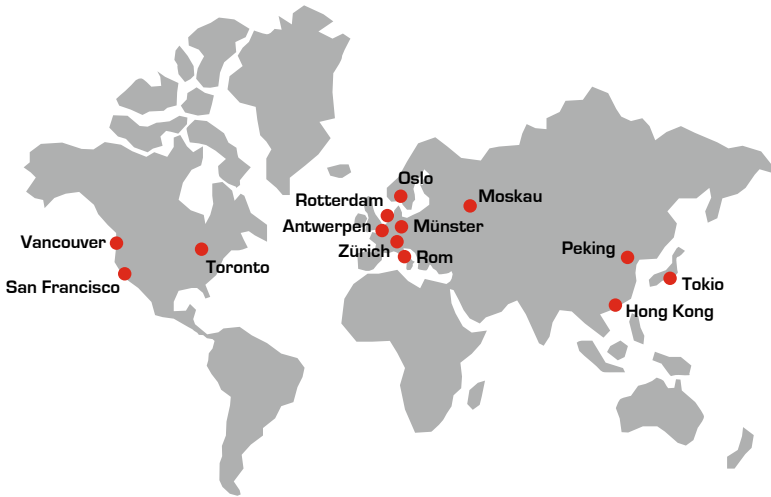 Oslo
Rotterdam
Moskau
Antwerpen
Münster
Vancouver
Zürich
Rom
Peking
Toronto
San Francisco
Tokio
Hong Kong